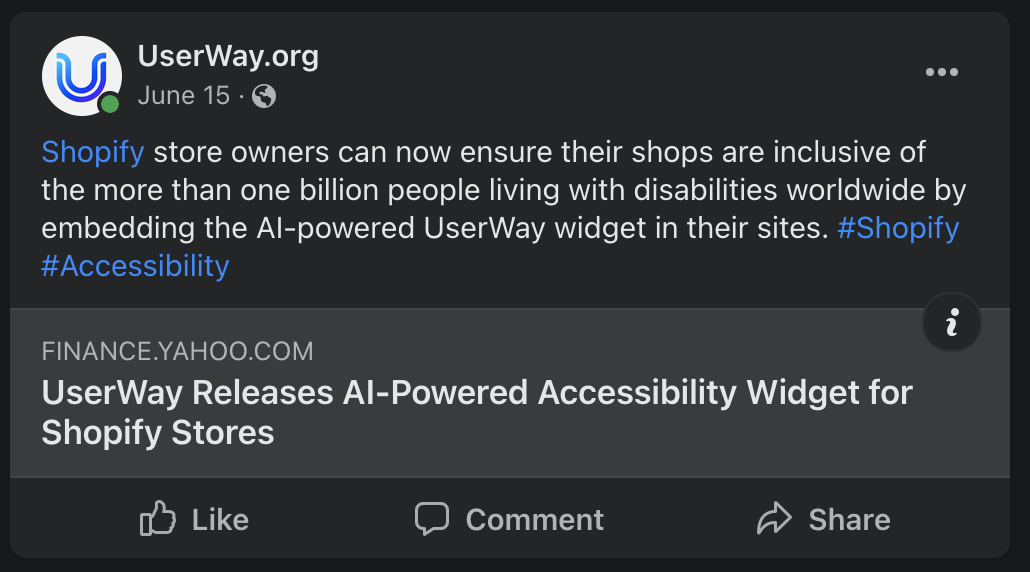 UserWay.org
June 15 ·
Shopify store owners can now ensure their shops are inclusive of
the more than one billion people living with disabilities worldwide by
embedding the AI-powered UserWay widget in their sites. #Shopify
#Accessibility
FINANCE.YAHOO.COM
UserWay Releases AI-Powered Accessibility Widget for
Shopify Stores
Like Comment Share